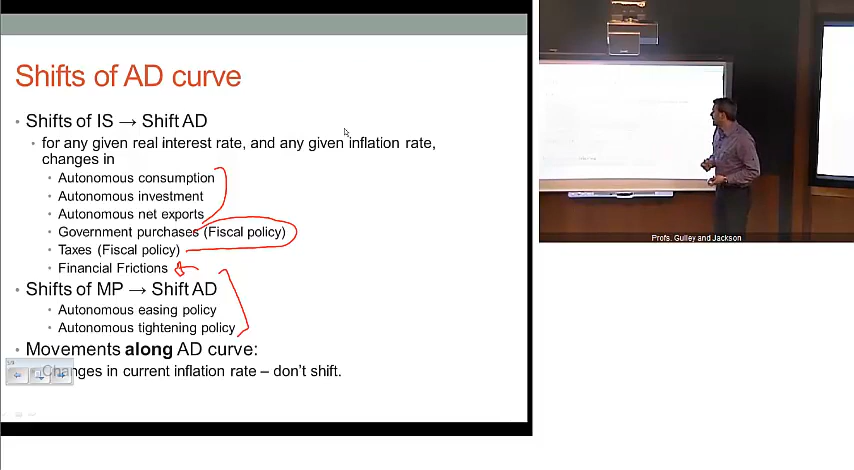 Shifts of AD curve
• Shifts of IS → Shift AD
• for any given real interest rate, and any given inflation rate,
changes in
• Autonomous consumption
• Autonomous investment
• Autonomous net exports
• Government purchases (Fiscal policy)
• Taxes (Fiscal policy)
• Financial Frictions
• Shifts of MP → Shift AD
• Autonomous easing policy
• Autonomous tightening policy
• Movements along AD curve:
Changes in current inflation rate – don't shift.
Profs. Gulley and Jackson